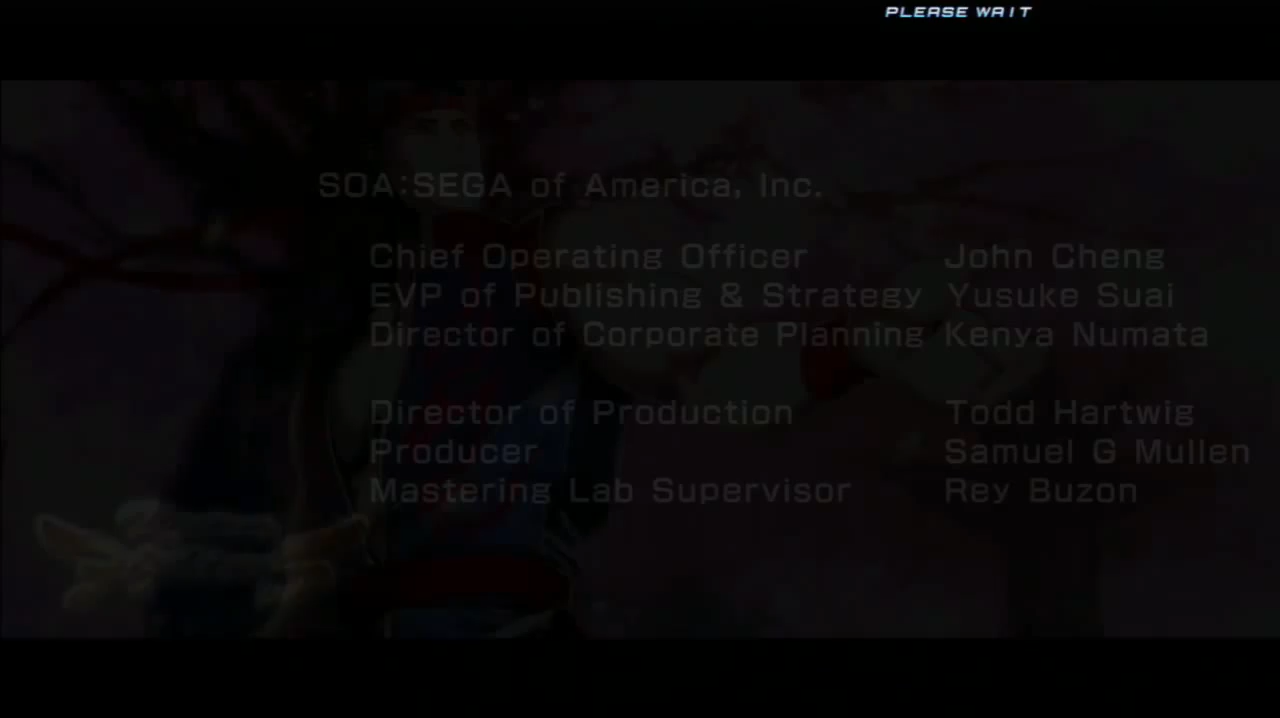 PLEASE WAIT
SOA:SEGA of America, Inc.
Chief Operating Officer John Cheng
EVP of Publishing & Strategy Yusuke Suai
Director of Corporate Planning Kenya Numata
Director of Production Todd Hartwig
Producer Samuel G Mullen
Mastering Lab Supervisor Rey Buzon